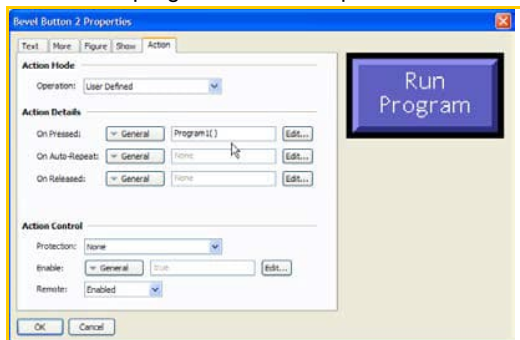 Bevel Button 2 Properties
Text More Figure Show Action
Action Mode
Operation: User Defined
Action Details
On Pressed: General Program1() Edit...
On Auto-Repeat: General None Edit...
On Released: General None Edit...
Action Control
Protection: None
Enable: General true Edit...
Remote: Enabled
OK Cancel
Run
Program